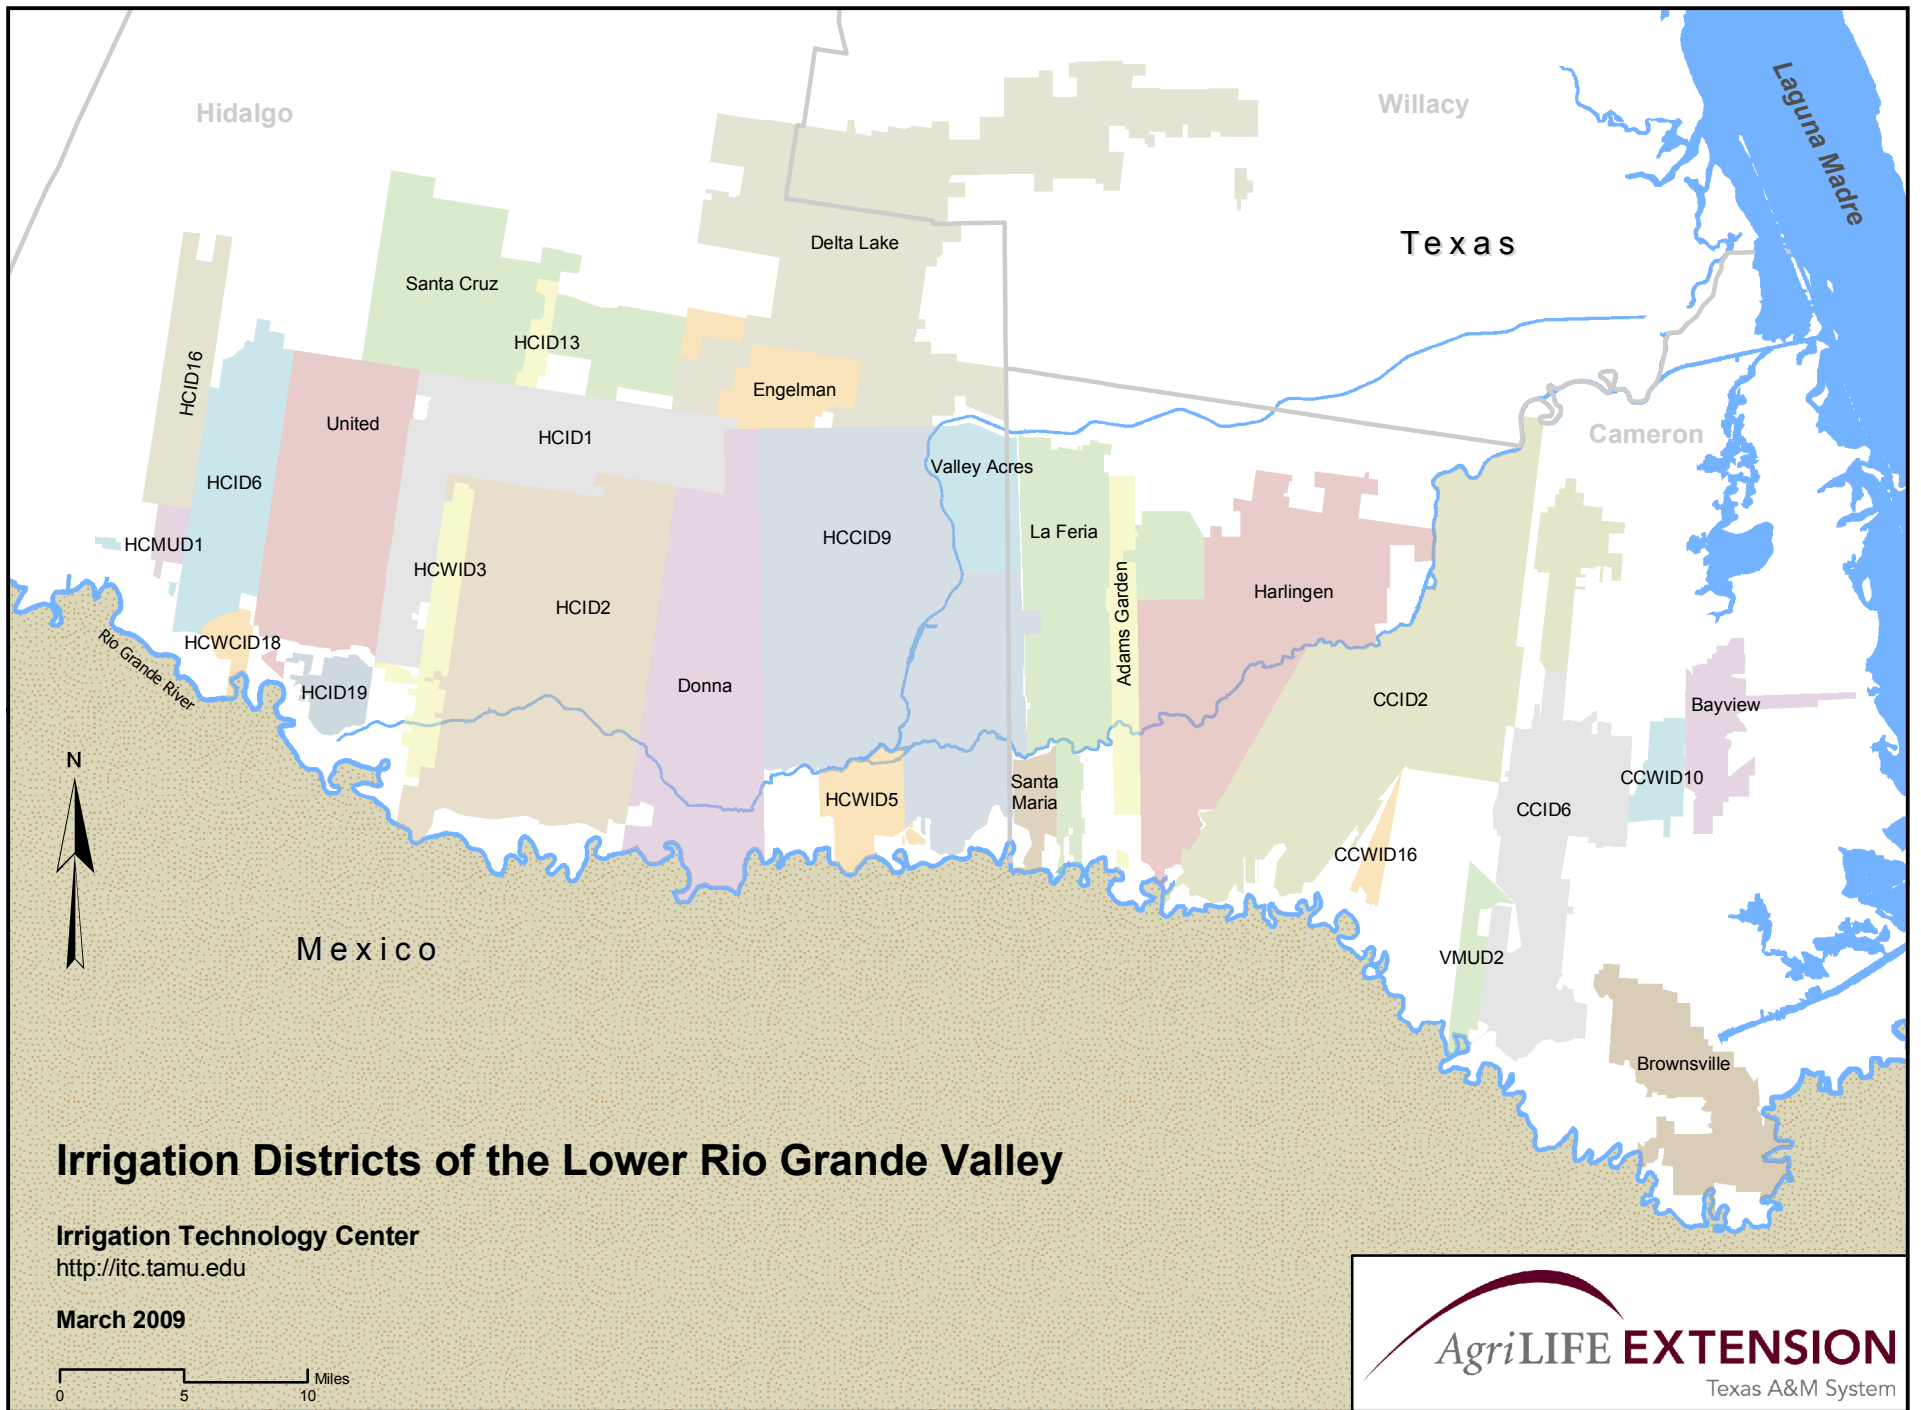 Hidalgo
Willacy
Laguna Madre
Texas
Delta Lake
Santa Cruz
HCID13
HCID16
Engelman
United
HCID1
Cameron
Valley Acres
HCID6
La Feria
HCCID9
HCMUD1
HCWID3
Adams Garden
Harlingen
HCID2
HCWCID18
Rio Grande River
HCID19
Donna
CCID2
Bayview
N
Santa
Maria
HCWID5
CCWID10
CCID6
CCWID16
Mexico
VMUD2
Brownsville
Irrigation Districts of the Lower Rio Grande Valley
Irrigation Technology Center
http://itc.tamu.edu
March 2009
Miles
0 5 10
AgriLIFE EXTENSION
Texas A&M System